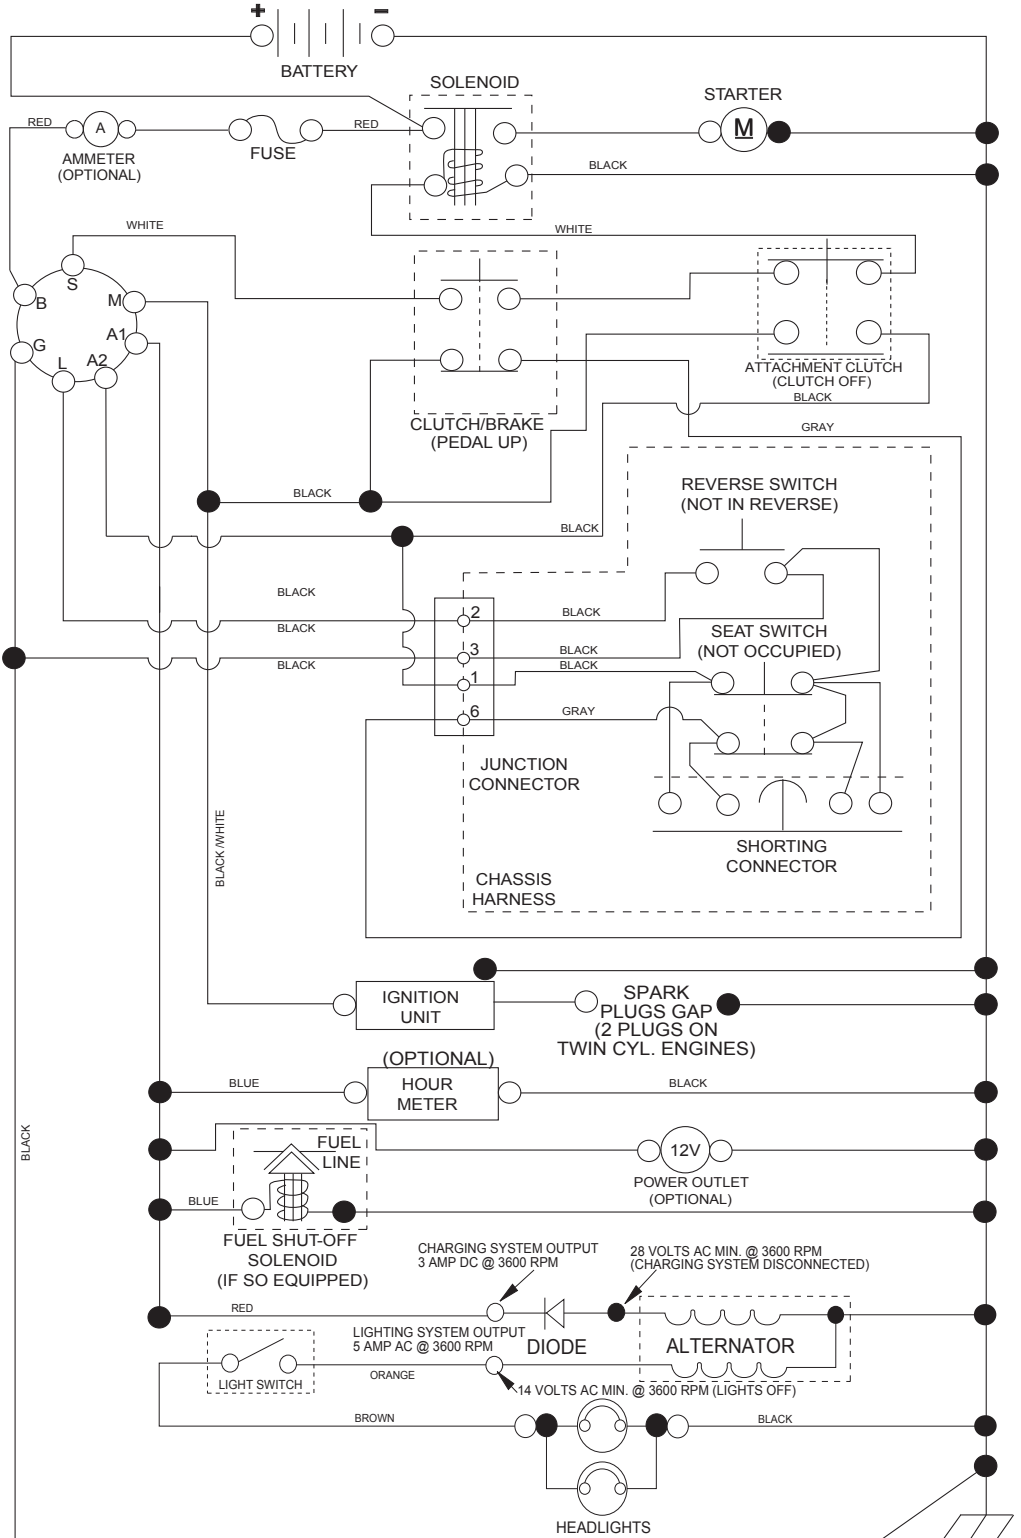 + -
BATTERY
SOLENOID
STARTER
RED
A
AMMETER
(OPTIONAL)
FUSE
RED
M
BLACK
WHITE
WHITE
S
B
M
A1
G
L
A2
CLUTCH/BRAKE
(PEDAL UP)
ATTACHMENT CLUTCH
(CLUTCH OFF)
BLACK
GRAY
BLACK
BLACK
REVERSE SWITCH
(NOT IN REVERSE)
BLACK
2
BLACK
BLACK
SEAT SWITCH
(NOT OCCUPIED)
3
BLACK
BLACK
BLACK
1
6
GRAY
JUNCTION
CONNECTOR
SHORTING
CONNECTOR
CHASSIS
HARNESS
BLACK /WHITE
IGNITION
UNIT
SPARK
PLUGS GAP
(2 PLUGS ON
TWIN CYL. ENGINES)
(OPTIONAL)
HOUR
METER
BLUE
BLACK
BLACK
FUEL
LINE
12V
POWER OUTLET
(OPTIONAL)
BLUE
FUEL SHUT-OFF
SOLENOID
(IF SO EQUIPPED)
CHARGING SYSTEM OUTPUT
3 AMP DC @ 3600 RPM
28 VOLTS AC MIN. @ 3600 RPM
(CHARGING SYSTEM DISCONNECTED)
RED
LIGHTING SYSTEM OUTPUT
5 AMP AC @ 3600 RPM
DIODE
ALTERNATOR
LIGHT SWITCH
ORANGE
14 VOLTS AC MIN. @ 3600 RPM (LIGHTS OFF)
BROWN
BLACK
HEADLIGHTS